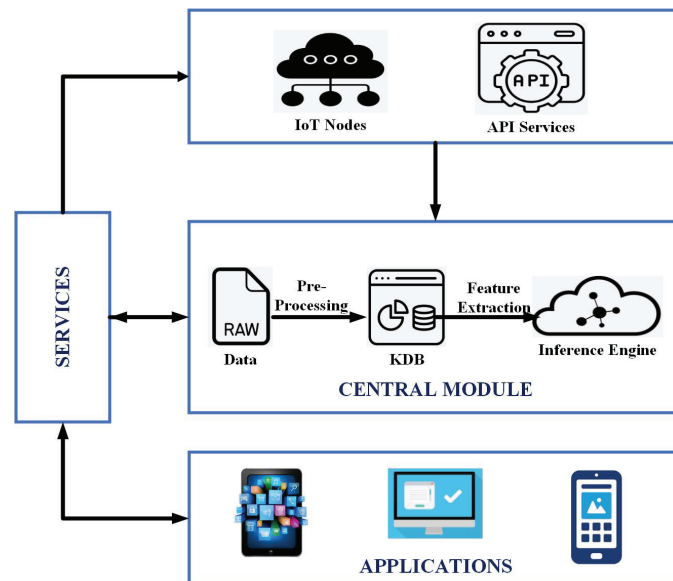 API
IoT Nodes
API Services
SERVICES
Pre-
Processing
Feature
Extraction
RAW
Data
KDB
Inference Engine
CENTRAL MODULE
APPLICATIONS